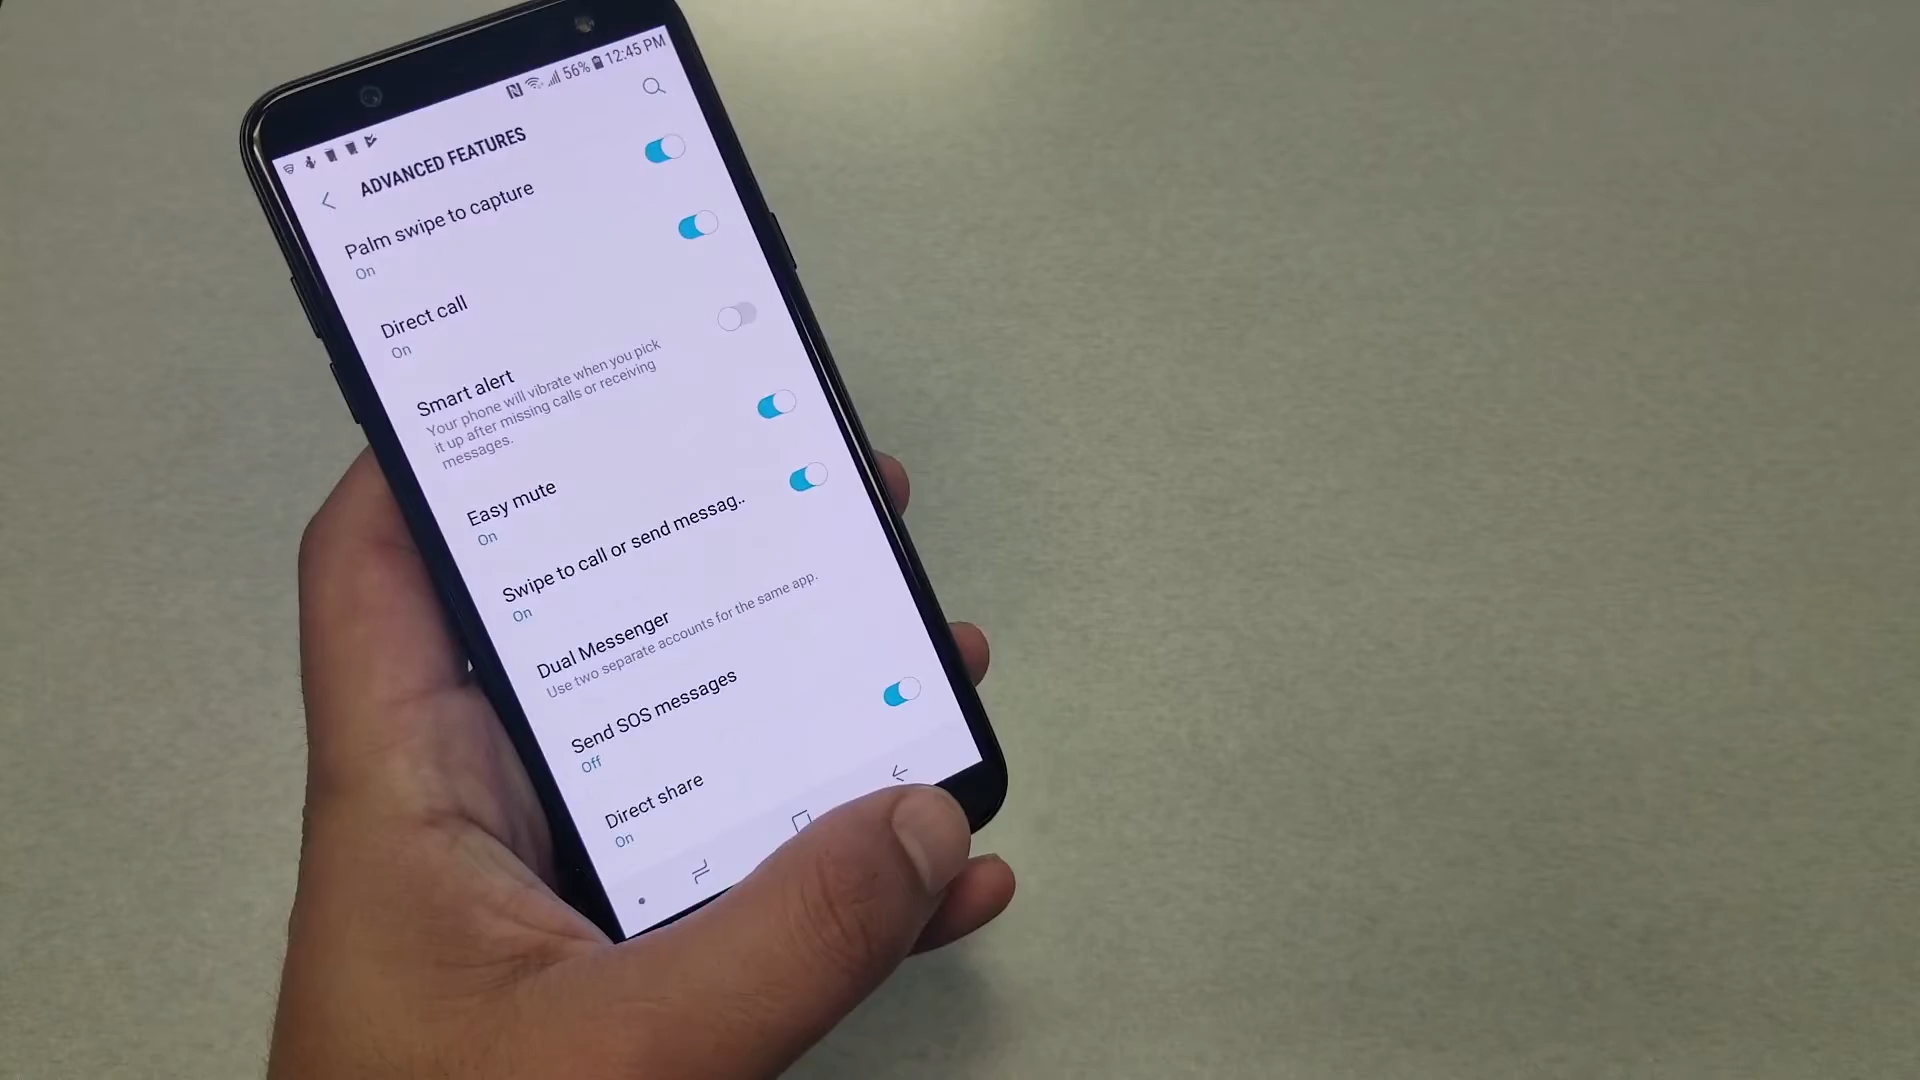 56% 12:45 PM
ADVANCED FEATURES
Palm swipe to capture
On
Direct call
On
Smart alert
Your phone will vibrate when you pick
it up after missing calls or receiving
messages.
Easy mute
On
Swipe to call or send messag..
On
Dual Messenger
Use two separate accounts for the same app.
Send SOS messages
Off
Direct share
On